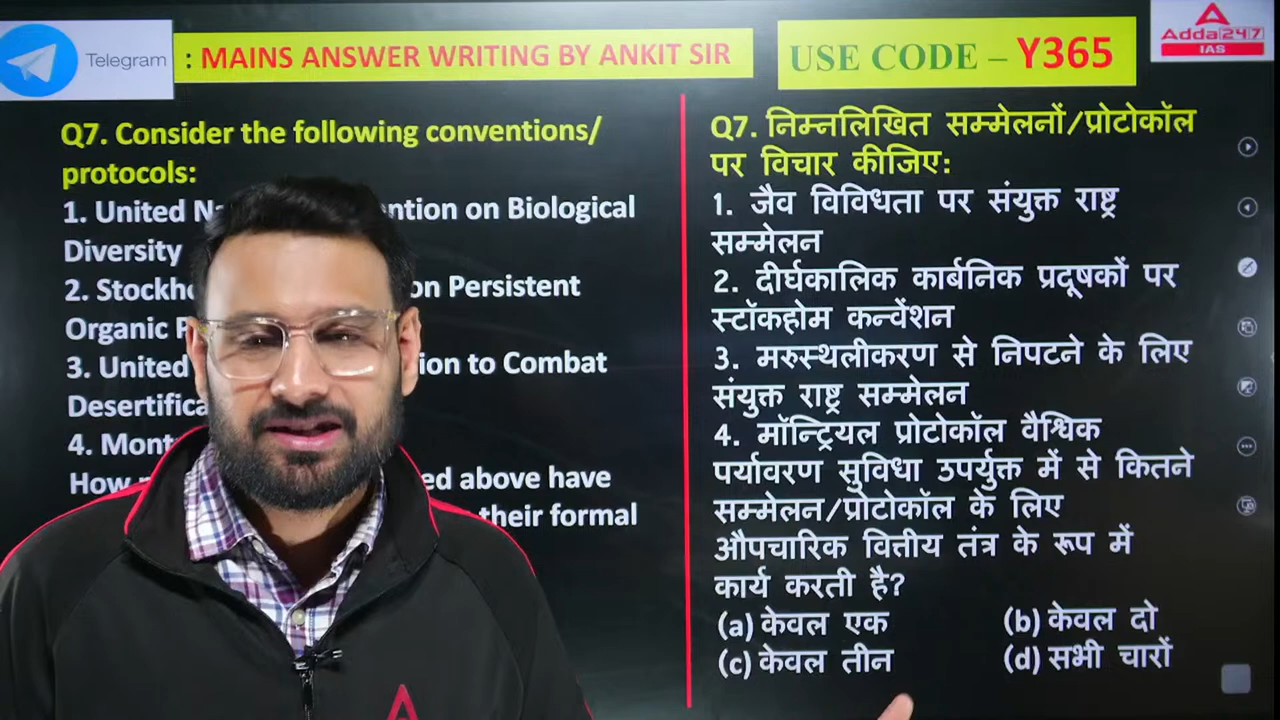 Telegram
: MAINS ANSWER WRITING BY ANKIT SIR
USE CODE – Y365
Adda247
IAS
Q7. Consider the following conventions/
protocols:
1. United ntion on Biological
Diversity
2. on Persistent
Organic
3. United ion to Combat
4.
How ed above have
their formal
Q7. निम्नलिखित सम्मेलनों/प्रोटोकॉल
पर विचार कीजिए:
1. जैव विविधता पर संयुक्त राष्ट्र
सम्मेलन
2. दीर्घकालिक कार्बनिक प्रदूषकों पर
स्टॉकहोम कन्वेंशन
3. मरुस्थलीकरण से निपटने के लिए
संयुक्त राष्ट्र सम्मेलन
4. मॉन्ट्रियल प्रोटोकॉल वैश्विक
पर्यावरण सुविधा उपर्युक्त में से कितने
सम्मेलन/प्रोटोकॉल के लिए
औपचारिक वित्तीय तंत्र के रूप में
कार्य करती है?
(a) केवल एक (b) केवल दो
(c) केवल तीन (d) सभी चारों